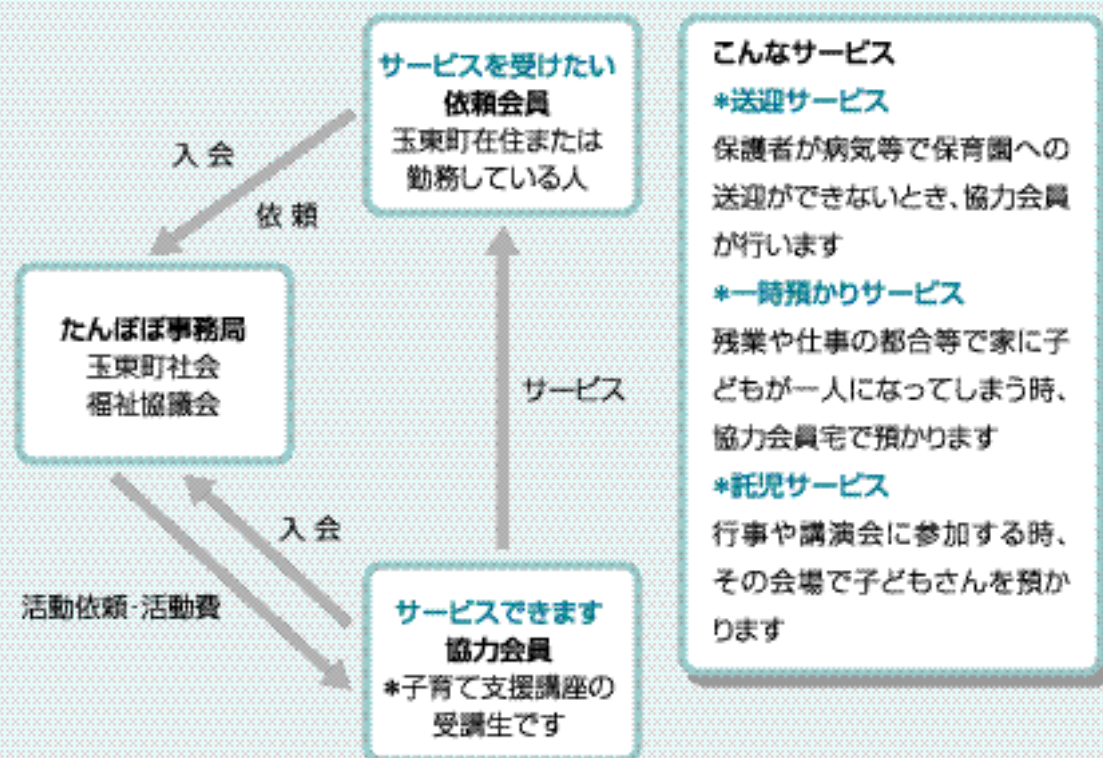 サービスを受けたい
依頼会員
玉東町在住または
勤務している人
入会
依頼
たんぽぽ事務局
玉東町社会
福祉協議会
サービス
入会
活動依頼・活動費
サービスできます
協力会員
*子育て支援講座の
受講生です
こんなサービス
*送迎サービス
保護者が病気等で保育園への
送迎ができないとき、協力会員
が行います
*一時預かりサービス
残業や仕事の都合等で家に子
どもが一人になってしまう時、
協力会員宅で預かります
*託児サービス
行事や講演会に参加する時、
その会場で子どもさんを預か
ります